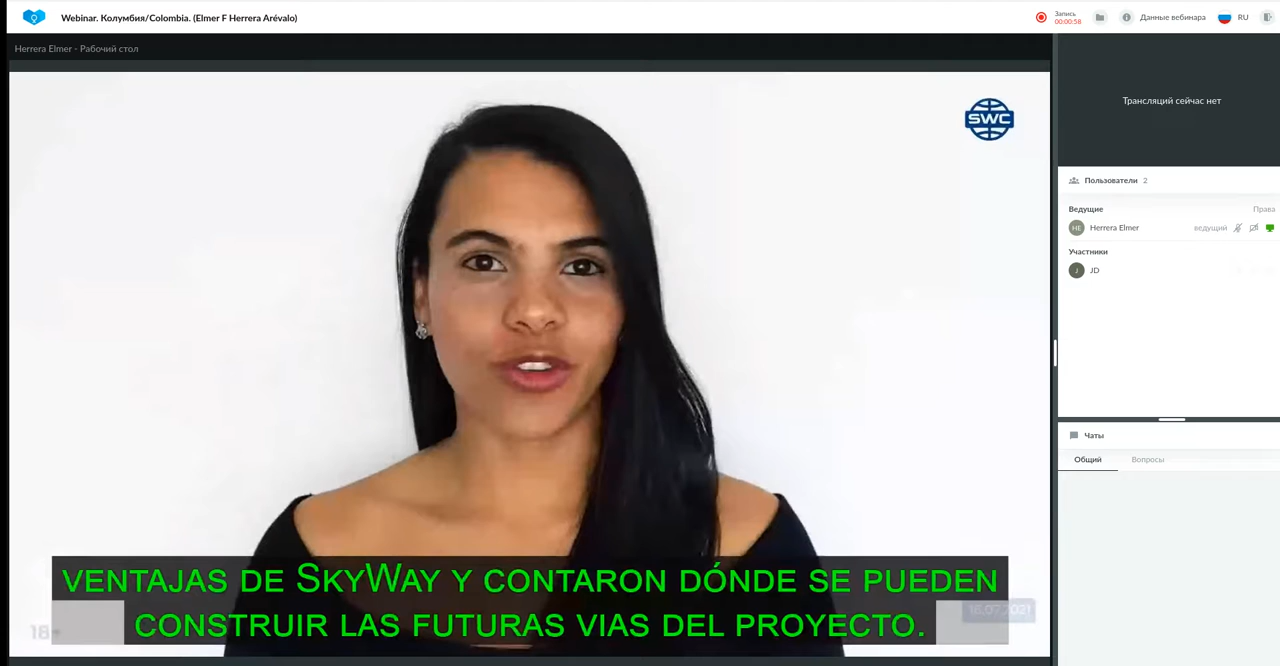 Webinar. Колумбия/Colombia. (Elmer F Herrera Arévalo)
Запись
00:00:58
Данные вебинара
RU
Herrera Elmer - Рабочий стол
SWC
VENTAJAS DE SKYWAY Y CONTARON DÓNDE SE PUEDEN
CONSTRUIR LAS FUTURAS VIAS DEL PROYECTO.
18+
16.07.2021
Трансляций сейчас нет
Пользователи 2
Ведущие Права
HE Herrera Elmer ведущий
Участники
J JD
Чаты
Общий Вопросы